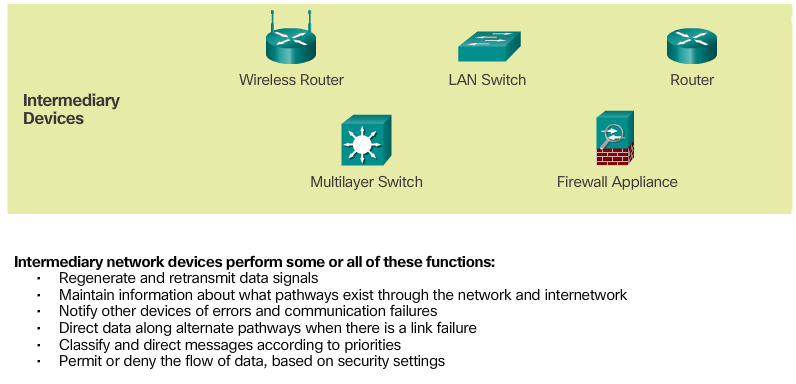 Wireless Router
LAN Switch
Router
Intermediary
Devices
Multilayer Switch
Firewall Appliance
Intermediary network devices perform some or all of these functions:
· Regenerate and retransmit data signals
· Maintain information about what pathways exist through the network and internetwork
· Notify other devices of errors and communication failures
· Direct data along alternate pathways when there is a link failure
· Classify and direct messages according to priorities
· Permit or deny the flow of data, based on security settings